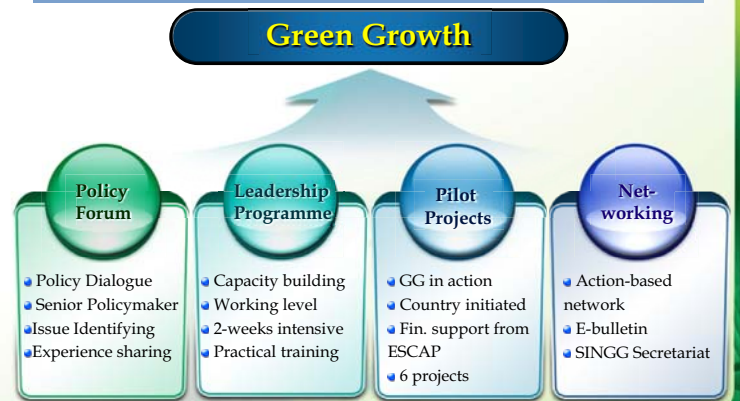 Green Growth
Policy
Forum
Policy Dialogue
Senior Policymaker
Issue Identifying
Experience sharing
Leadership
Programme
Capacity building
Working level
2-weeks intensive
Practical training
Pilot
Projects
GG in action
Country initiated
Fin. support from
ESCAP
6 projects
Net-
working
Action-based
network
E-bulletin
SINGG Secretariat